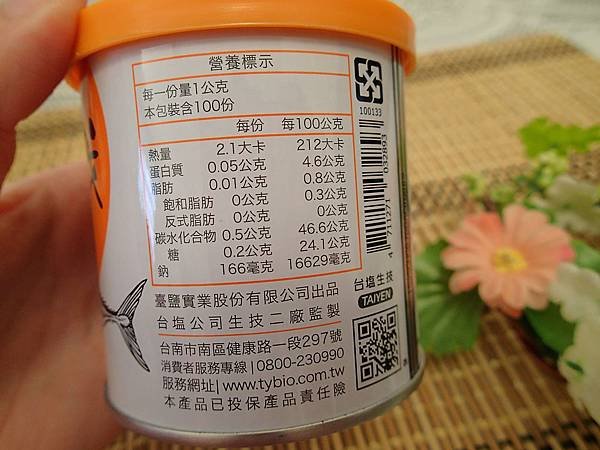 營養標示
每一份量1公克
本包裝含100份
每份 每100公克
熱量 2.1大卡 212大卡
蛋白質 0.05公克 4.6公克
脂肪 0.01公克 0.8公克
飽和脂肪 0公克 0.3公克
反式脂肪 0公克 0公克
碳水化合物 0.5公克 46.6公克
糖 0.2公克 24.1公克
鈉 166毫克 16629毫克
臺鹽實業股份有限公司出品
台塩公司生技二廠監製
台南市南區健康路一段297號
消費者服務專線|0800-230990
服務網址|www.tybio.com.tw
本產品已投保產品責任險
100133
4 711271 032893
台塩生技
TAIYEN